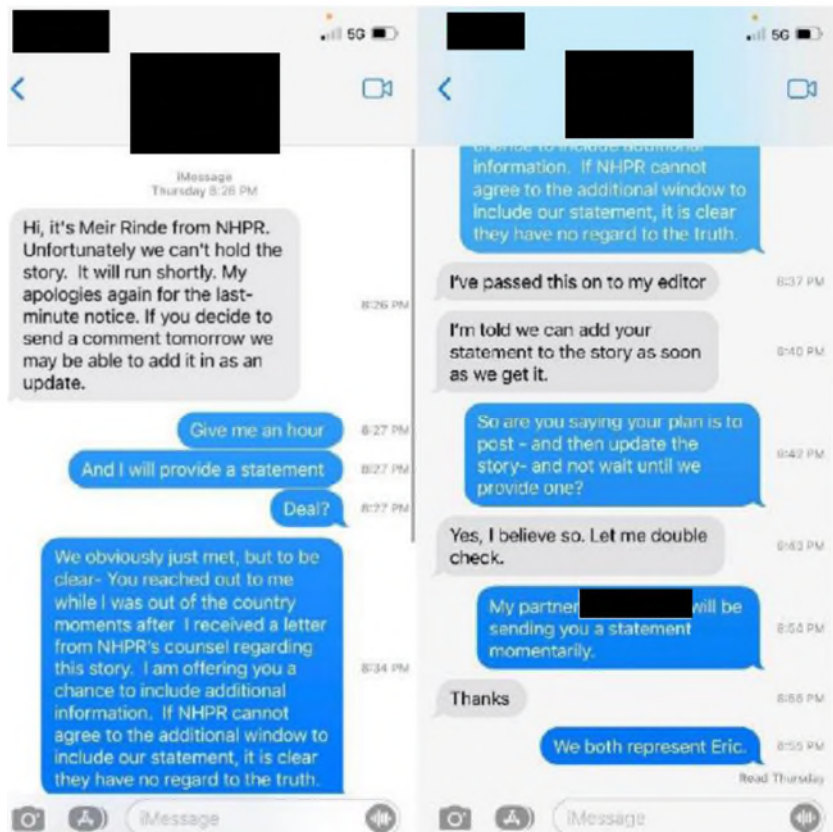 5G
iMessage
Thursday 8:26 PM
Hi, it's Meir Rinde from NHPR.
Unfortunately we can't hold the
story. It will run shortly. My
apologies again for the last-
minute notice. If you decide to
send a comment tomorrow we
may be able to add it in as an
update.
8:26 PM
Give me an hour
8:27 PM
And I will provide a statement
8:27 PM
Deal?
8:27 PM
We obviously just met, but to be
clear- You reached out to me
while I was out of the country
moments after I received a letter
from NHPR's counsel regarding
this story. I am offering you a
chance to include additional
information. If NHPR cannot
agree to the additional window to
include our statement, it is clear
they have no regard to the truth.
8:34 PM
iMessage
5G
chance to include additional
information. If NHPR cannot
agree to the additional window to
include our statement, it is clear
they have no regard to the truth.
I've passed this on to my editor
8:37 PM
I'm told we can add your
statement to the story as soon
as we get it.
8:40 PM
So are you saying your plan is to
post - and then update the
story- and not wait until we
provide one?
8:42 PM
Yes, I believe so. Let me double
check.
8:43 PM
My partner will be
sending you a statement
momentarily.
8:54 PM
Thanks
8:55 PM
We both represent Eric.
8:55 PM
Read Thursday
iMessage